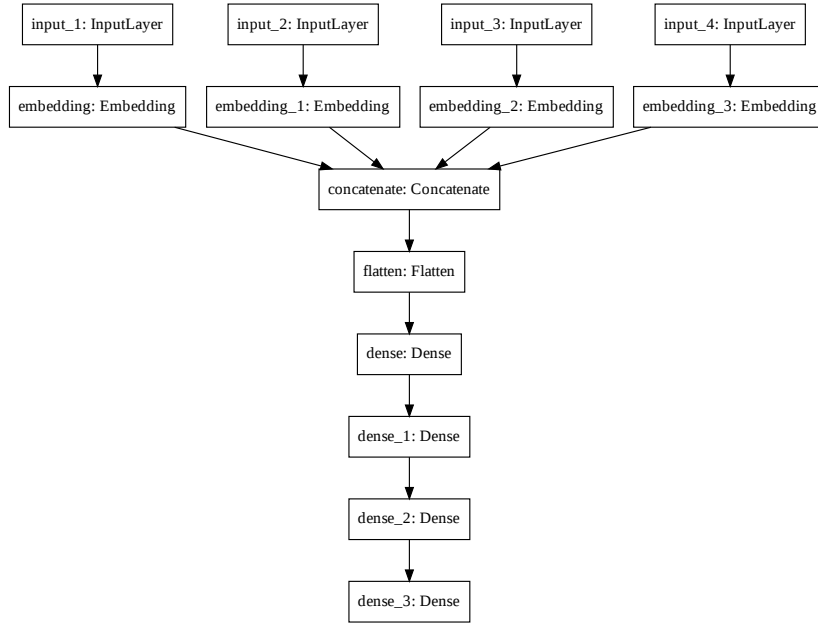 input_1: InputLayer
input_2: InputLayer
input_3: InputLayer
input_4: InputLayer
embedding: Embedding
embedding_1: Embedding
embedding_2: Embedding
embedding_3: Embedding
concatenate: Concatenate
flatten: Flatten
dense: Dense
dense_1: Dense
dense_2: Dense
dense_3: Dense